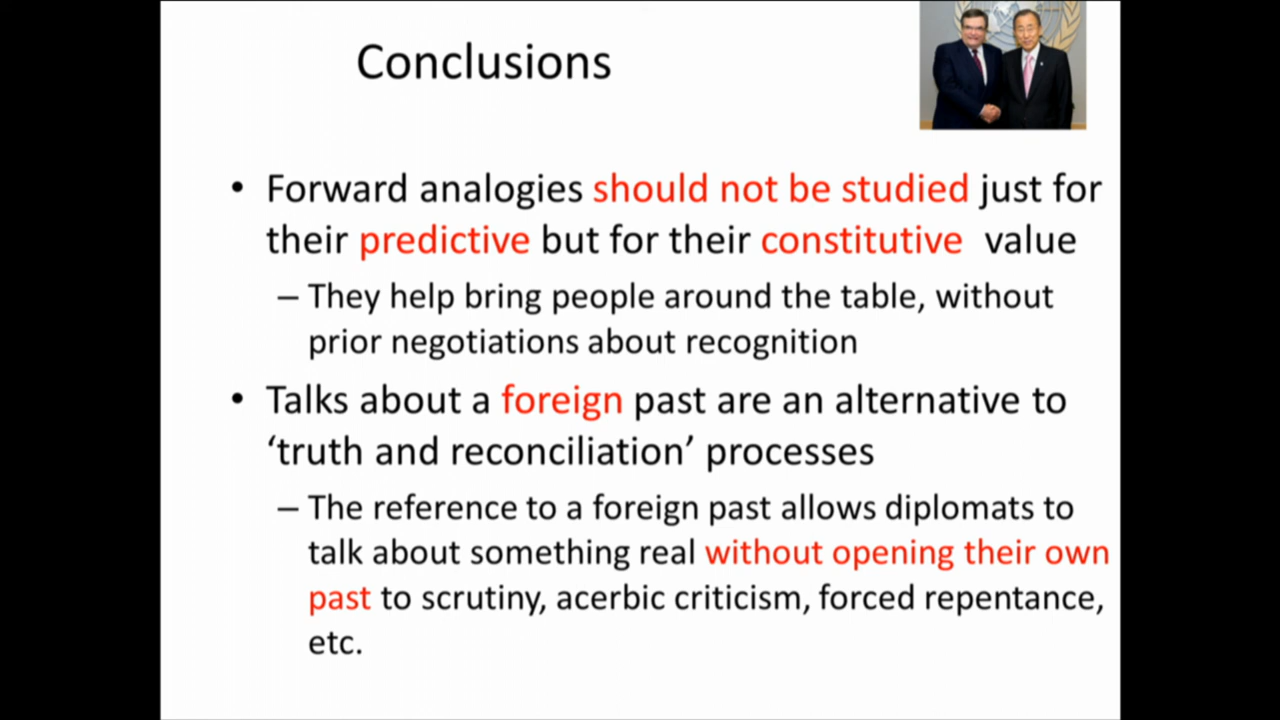 Conclusions
• Forward analogies should not be studied just for
their predictive but for their constitutive value
– They help bring people around the table, without
prior negotiations about recognition
• Talks about a foreign past are an alternative to
‘truth and reconciliation’ processes
– The reference to a foreign past allows diplomats to
talk about something real without opening their own
past to scrutiny, acerbic criticism, forced repentance,
etc.